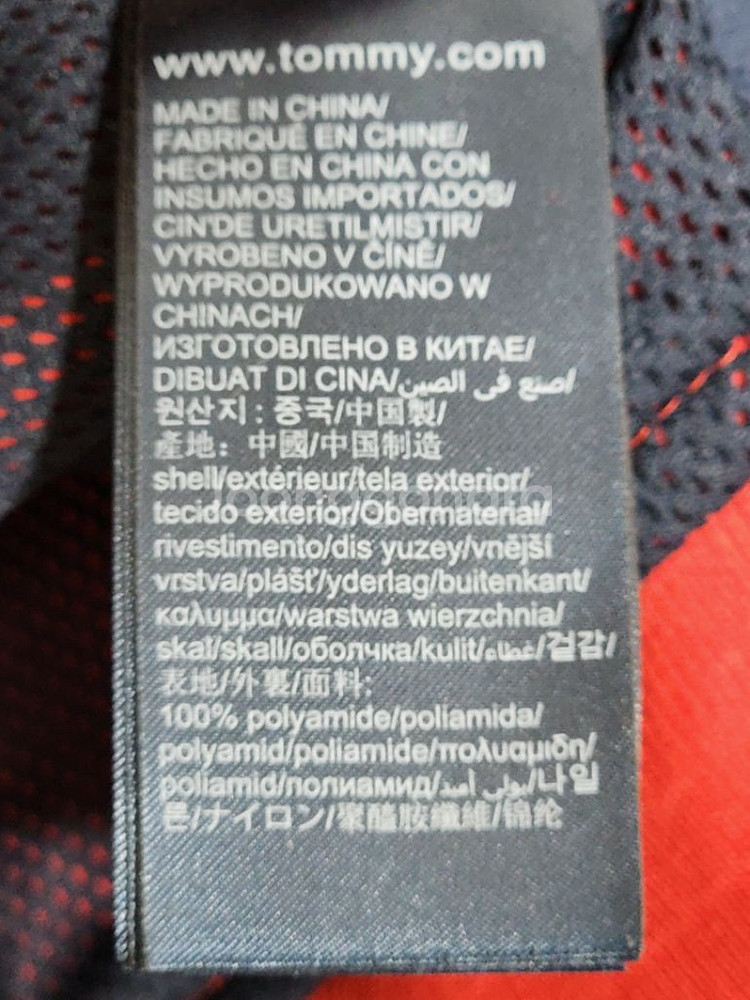 www.tommy.com
MADE IN CHINA/
FABRIQUÉ EN CHINE/
HECHO EN CHINA CON
INSUMOS IMPORTADOS/
CIN'DE URETILMISTIR/
VYROBENO V ČÍNĚ/
WYPRODUKOWANO W
CHINACH/
ИЗГОТОВЛЕНО В КИТАЕ/
DIBUAT DI CINA/صنع في الصين/
원산지 : 중국/中国製/
產地: 中國/中国制造
shell/extérieur/tela exterior/
tecido exterior/Obermaterial/
rivestimento/dis yuzey/vnější
vrstva/plášť/yderlag/buitenkant/
καλυμμα/warstwa wierzchnia/
skal/skall/оболчка/kulit/غطاء/겉감/
表地/外裏/面料:
100% polyamide/poliamida/
polyamid/poliamide/πολυαμιδη/
poliamid/полиамид/بولي أميد/나일
론/ナイロン/聚醯胺纖維/锦纶